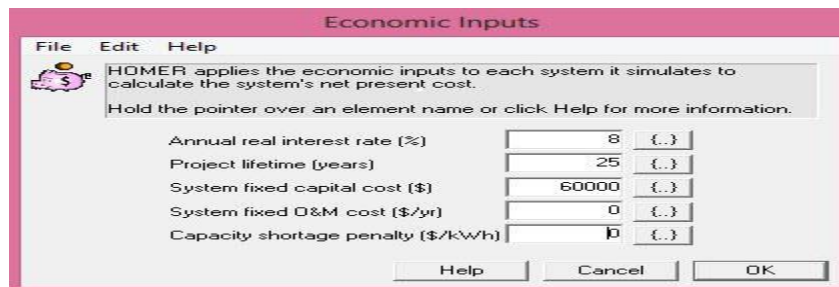 Economic Inputs
File Edit Help
$
HOMER applies the economic inputs to each system it simulates to
calculate the system's net present cost.
Hold the pointer over an element name or click Help for more information.
Annual real interest rate (%) 8 {..}
Project lifetime (years) 25 {..}
System fixed capital cost ($) 60000 {..}
System fixed O&M cost ($/yr) 0 {..}
Capacity shortage penalty ($/kWh) 0 {..}
Help Cancel OK